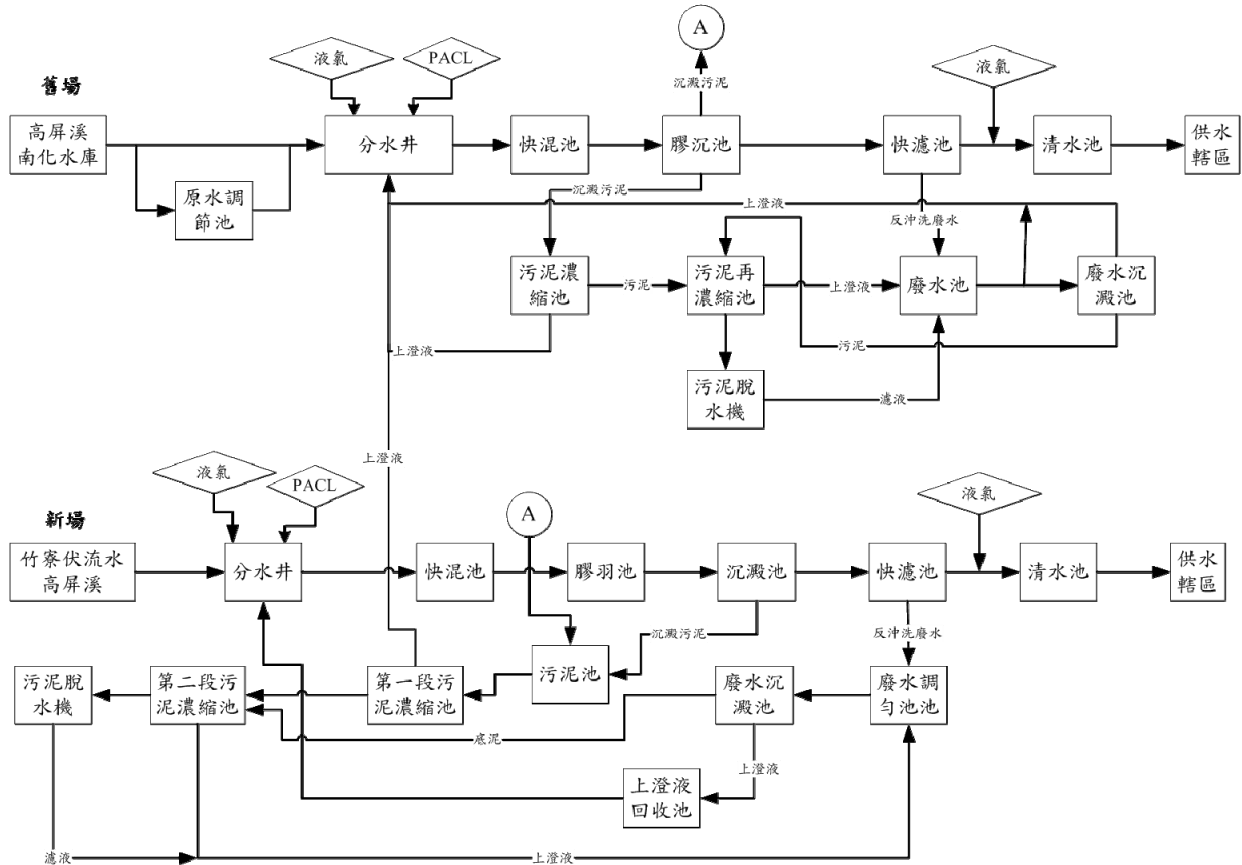 A
液氯
PACL
液氯
沉澱污泥
舊場
高屏溪
南化水庫
分水井
快混池
膠沉池
快濾池
清水池
供水
轄區
原水調
節池
沉澱污泥
上澄液
反沖洗廢水
污泥濃
縮池
污泥
污泥再
濃縮池
上澄液
廢水池
廢水沉
澱池
上澄液
污泥
污泥脫
水機
濾液
上澄液
液氯
PACL
A
液氯
新場
竹寮伏流水
高屏溪
分水井
快混池
膠羽池
沉澱池
快濾池
清水池
供水
轄區
沉澱污泥
反沖洗廢水
污泥脫
水機
第二段污
泥濃縮池
第一段污
泥濃縮池
污泥池
廢水沉
澱池
廢水調
勻池池
底泥
上澄液
上澄液
回收池
濾液
上澄液